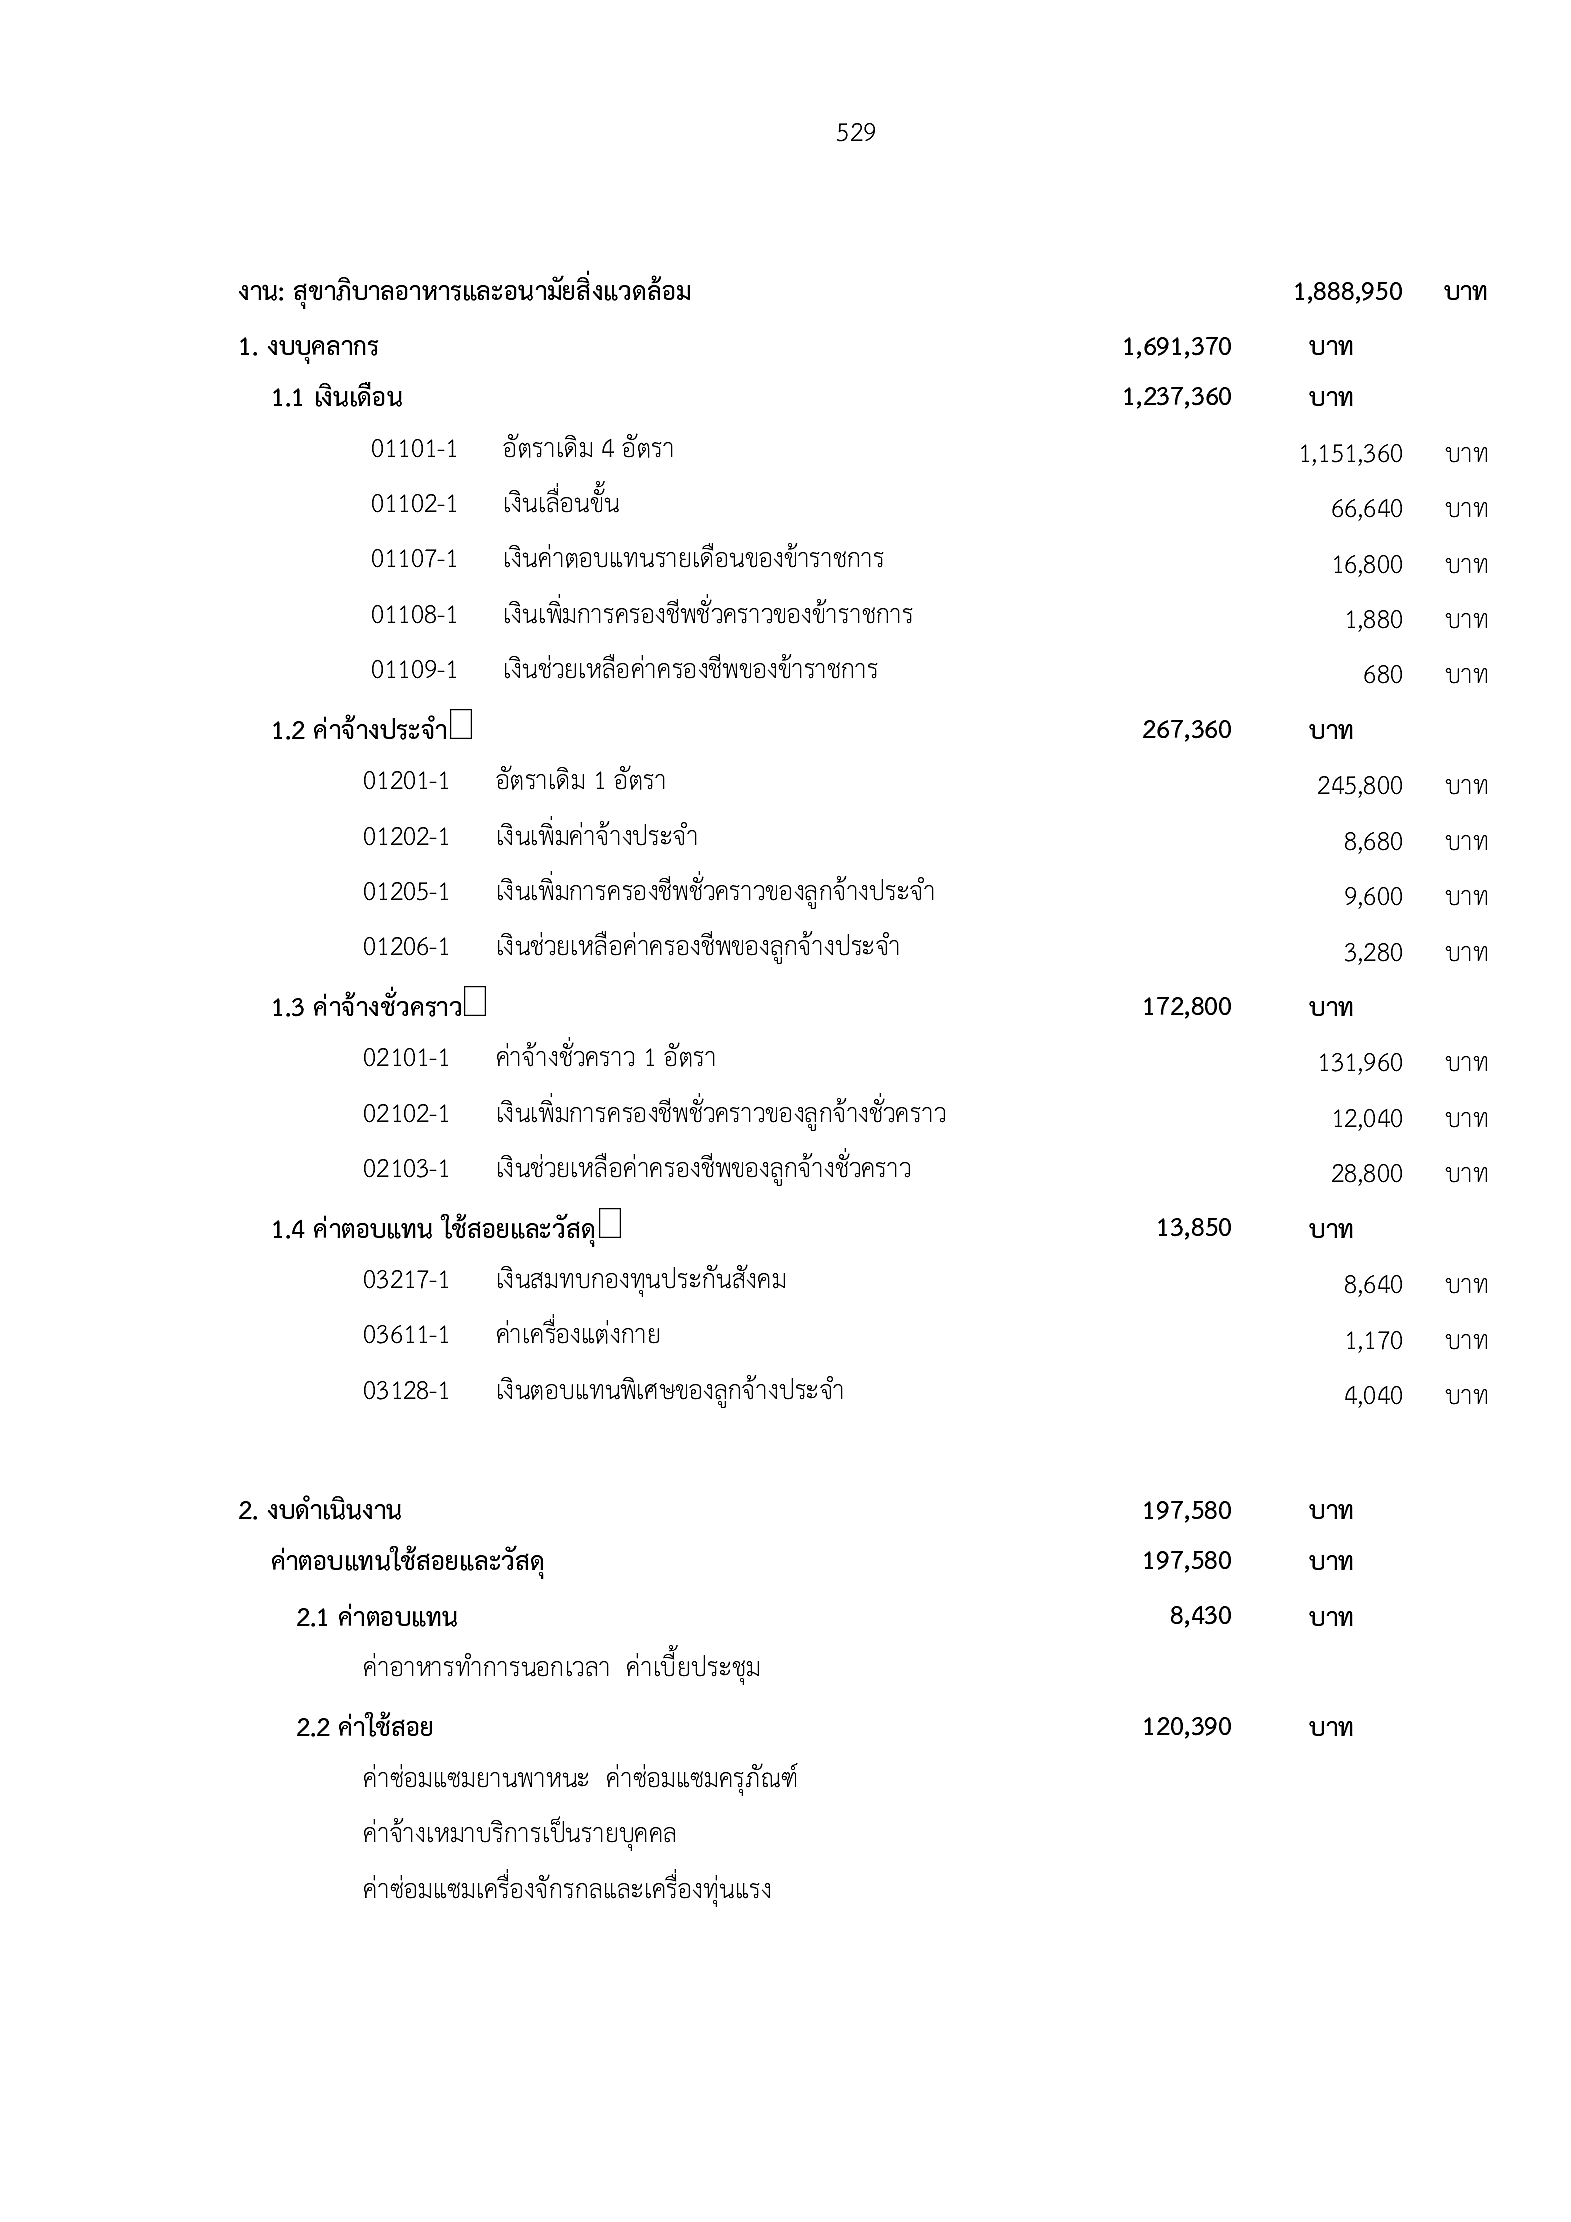 529
งาน: สุขาภิบาลอาหารและอนามัยสิ่งแวดล้อม 1,888,950 บาท
1. งบบุคลากร 1,691,370 บาท
1.1 เงินเดือน 1,237,360 บาท
01101-1 อัตราเดิม 4 อัตรา 1,151,360 บาท
01102-1 เงินเลื่อนขั้น 66,640 บาท
01107-1 เงินค่าตอบแทนรายเดือนของข้าราชการ 16,800 บาท
01108-1 เงินเพิ่มการครองชีพชั่วคราวของข้าราชการ 1,880 บาท
01109-1 เงินช่วยเหลือค่าครองชีพของข้าราชการ 680 บาท
1.2 ค่าจ้างประจำ 267,360 บาท
01201-1 อัตราเดิม 1 อัตรา 245,800 บาท
01202-1 เงินเพิ่มค่าจ้างประจำ 8,680 บาท
01205-1 เงินเพิ่มการครองชีพชั่วคราวของลูกจ้างประจำ 9,600 บาท
01206-1 เงินช่วยเหลือค่าครองชีพของลูกจ้างประจำ 3,280 บาท
1.3 ค่าจ้างชั่วคราว 172,800 บาท
02101-1 ค่าจ้างชั่วคราว 1 อัตรา 131,960 บาท
02102-1 เงินเพิ่มการครองชีพชั่วคราวของลูกจ้างชั่วคราว 12,040 บาท
02103-1 เงินช่วยเหลือค่าครองชีพของลูกจ้างชั่วคราว 28,800 บาท
1.4 ค่าตอบแทน ใช้สอยและวัสดุ 13,850 บาท
03217-1 เงินสมทบกองทุนประกันสังคม 8,640 บาท
03611-1 ค่าเครื่องแต่งกาย 1,170 บาท
03128-1 เงินตอบแทนพิเศษของลูกจ้างประจำ 4,040 บาท
2. งบดำเนินงาน 197,580 บาท
ค่าตอบแทนใช้สอยและวัสดุ 197,580 บาท
2.1 ค่าตอบแทน 8,430 บาท
ค่าอาหารทำการนอกเวลา ค่าเบี้ยประชุม
2.2 ค่าใช้สอย 120,390 บาท
ค่าซ่อมแซมยานพาหนะ ค่าซ่อมแซมครุภัณฑ์
ค่าจ้างเหมาบริการเป็นรายบุคคล
ค่าซ่อมแซมเครื่องจักรกลและเครื่องทุ่นแรง